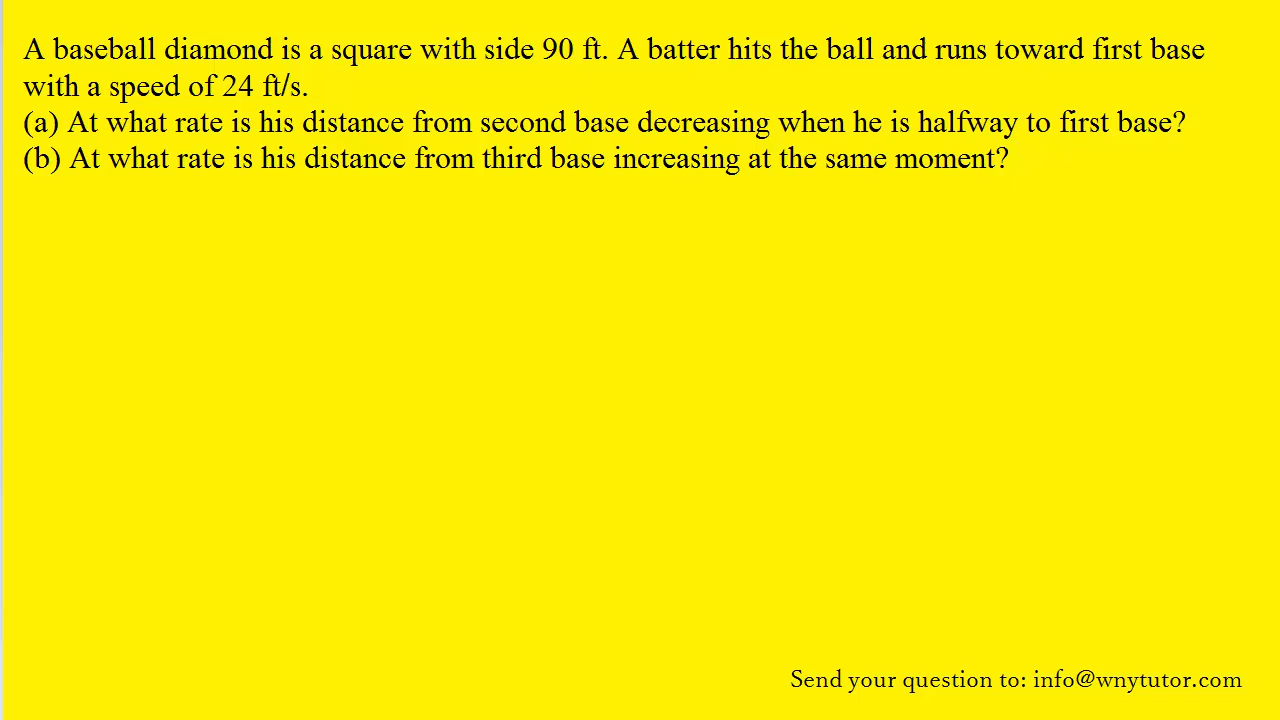 A baseball diamond is a square with side 90 ft. A batter hits the ball and runs toward first base
with a speed of 24 ft/s.
(a) At what rate is his distance from second base decreasing when he is halfway to first base?
(b) At what rate is his distance from third base increasing at the same moment?
Send your question to: info@wnytutor.com